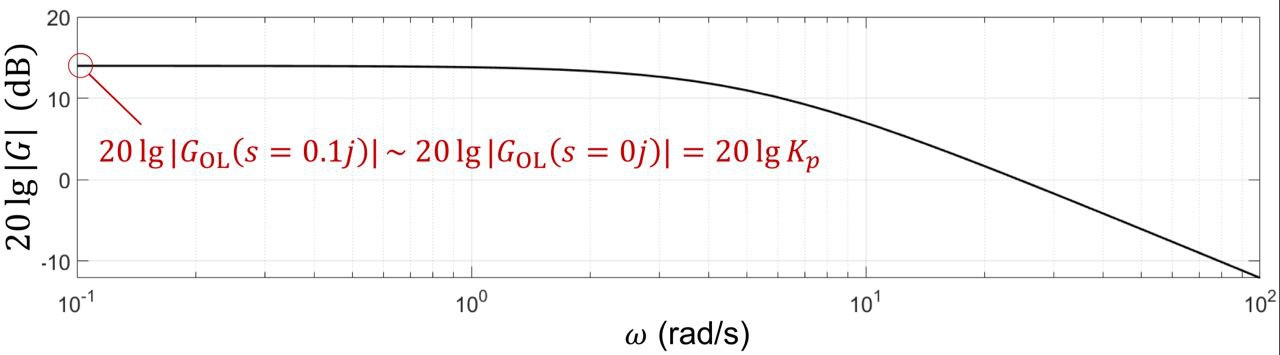 20
10
0
-10
20 lg |G| (dB)
20 lg|G_OL(s = 0.1j)| ~ 20 lg|G_OL(s = 0j)| = 20 lg K_p
10^-1
10^0
10^1
10^2
ω (rad/s)